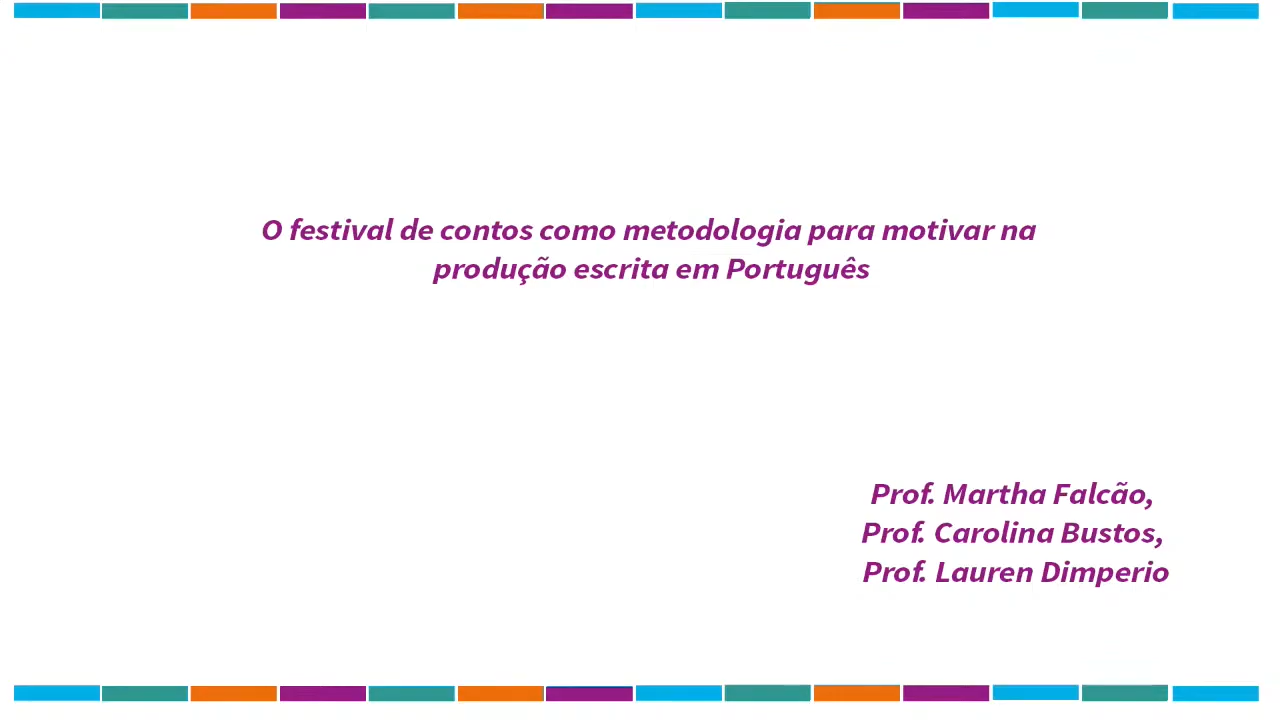 O festival de contos como metodologia para motivar na
produção escrita em Português
Prof. Martha Falcão,
Prof. Carolina Bustos,
Prof. Lauren Dimperio